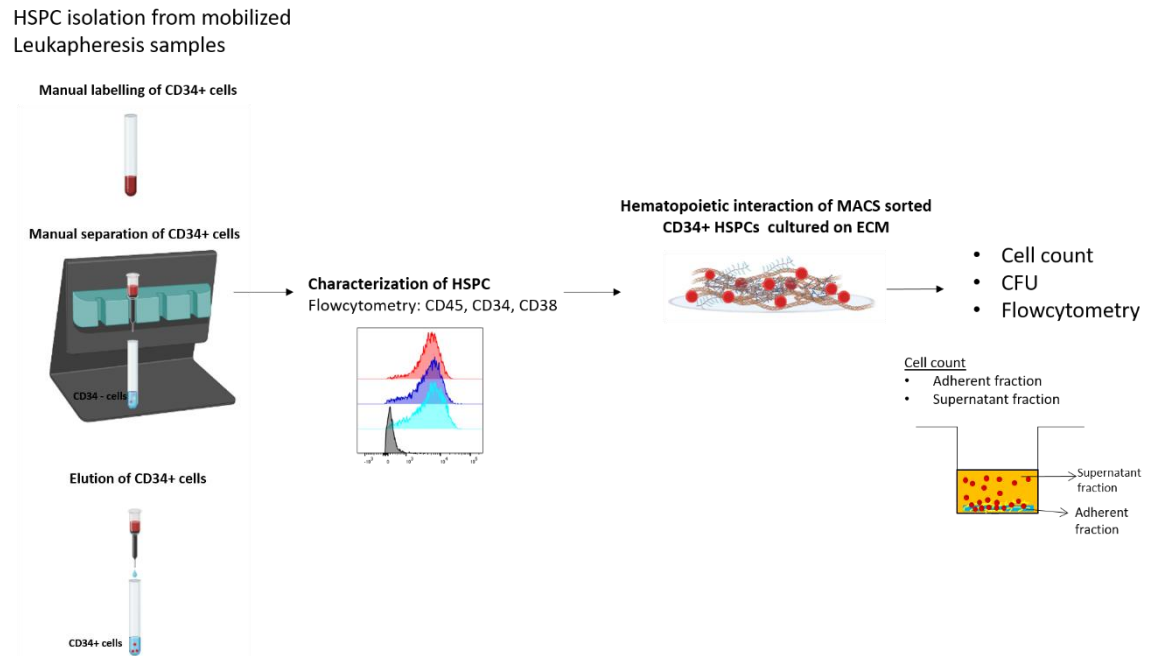 HSPC isolation from mobilized
Leukapheresis samples
Manual labelling of CD34+ cells
Manual separation of CD34+ cells
CD34 - cells
Elution of CD34+ cells
CD34+ cells
Characterization of HSPC
Flowcytometry: CD45, CD34, CD38
Hematopoietic interaction of MACS sorted
CD34+ HSPCs cultured on ECM
• Cell count
• CFU
• Flowcytometry
Cell count
• Adherent fraction
• Supernatant fraction
Supernatant
fraction
Adherent
fraction